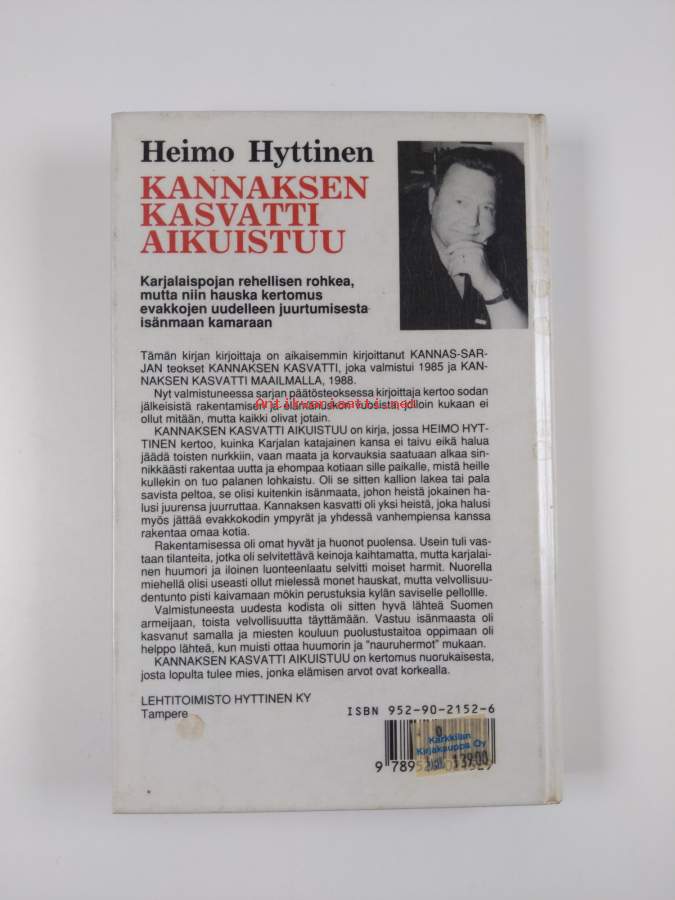 Heimo Hyttinen
KANNAKSEN
KASVATTI
AIKUISTUU
Karjalaispojan rehellisen rohkea,
mutta niin hauska kertomus
evakkojen uudelleen juurtumisesta
isänmaan kamaraan
Tämän kirjan kirjoittaja on aikaisemmin kirjoittanut KANNAS-SAR-
JAN teokset KANNAKSEN KASVATTI, joka valmistui 1985 ja KAN-
NAKSEN KASVATTI MAAILMALLA, 1988.
Nyt valmistuneessa sarjan päätösteoksessa kirjoittaja kertoo sodan
jälkeisistä rakentamisen ja elämänuskon vuosista, jolloin kukaan ei
ollut mitään, mutta kaikki olivat jotain.
KANNAKSEN KASVATTI AIKUISTUU on kirja, jossa HEIMO HYT-
TINEN kertoo, kuinka Karjalan katajainen kansa ei taivu eikä halua
jäädä toisten nurkkiin, vaan maata ja korvauksia saatuaan alkaa sin-
nikkäästi rakentaa uutta ja ehompaa kotiaan sille paikalle, mistä heille
kullekin on tuo palanen lohkaistu. Oli se sitten kallion lakea tai pala
savista peltoa, se olisi kuitenkin isänmaata, johon heistä jokainen ha-
lusi juurensa juurruttaa. Kannaksen kasvatti oli yksi heistä, joka halusi
myös jättää evakkokodin ympyrät ja yhdessä vanhempiensa kanssa
rakentaa omaa kotia.
Rakentamisessa oli omat hyvät ja huonot puolensa. Usein tuli vas-
taan tilanteita, jotka oli selvitettävä keinoja kaihtamatta, mutta karjalai-
nen huumori ja iloinen luonteenlaatu selvitti moiset harmit. Nuorella
miehellä olisi useasti ollut mielessä monet hauskat, mutta velvollisuu-
dentunto pisti kaivamaan mökin perustuksia kylän saviselle pellollle.
Valmistuneesta uudesta kodista oli sitten hyvä lähteä Suomen
armeijaan, toista velvollisuutta täyttämään. Vastuu isänmaasta oli
kasvanut samalla ja miesten kouluun puolustustaitoa oppimaan oli
helppo lähteä, kun muisti ottaa huumorin ja "nauruhermot" mukaan.
KANNAKSEN KASVATTI AIKUISTUU on kertomus nuorukaisesta,
josta lopulta tulee mies, jonka elämisen arvot ovat korkealla.
LEHTITOIMISTO HYTTINEN KY
Tampere
ISBN 952-90-2152-6
Karkkilan
Kirjakauppa Oy
139,00